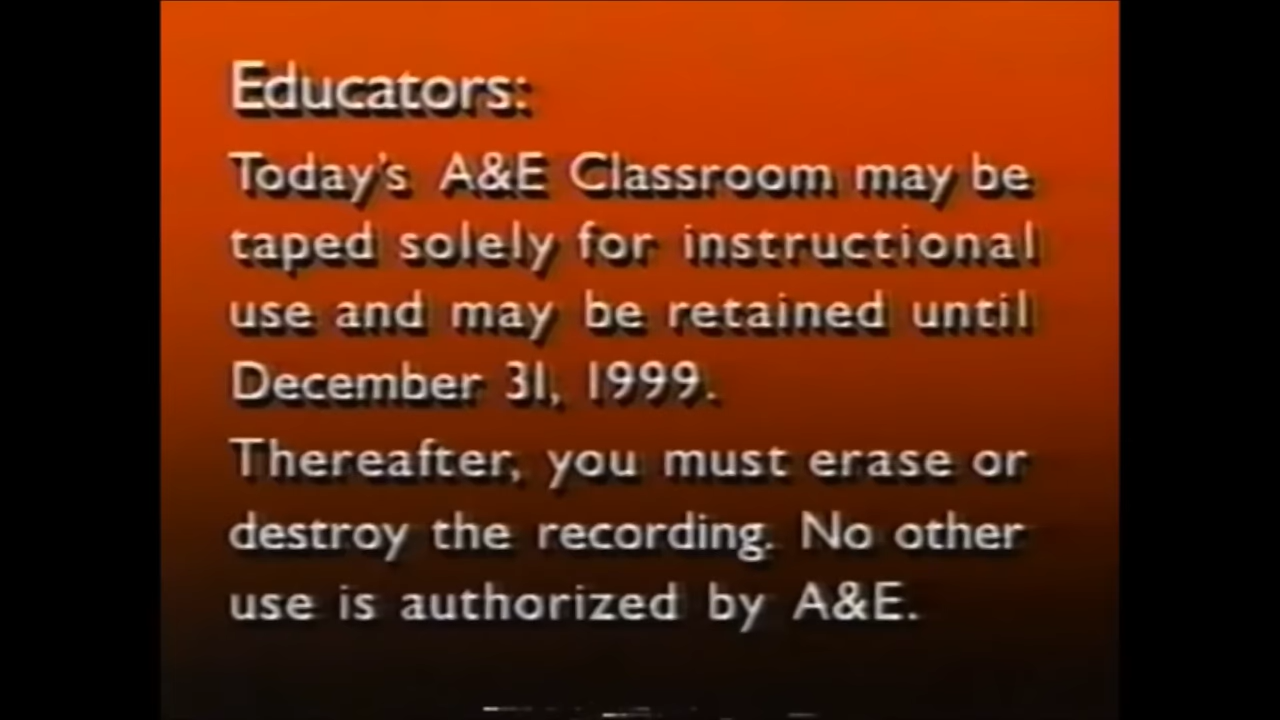 Educators:
Today's A&E Classroom may be
taped solely for instructional
use and may be retained until
December 31, 1999.
Thereafter, you must erase or
destroy the recording. No other
use is authorized by A&E.